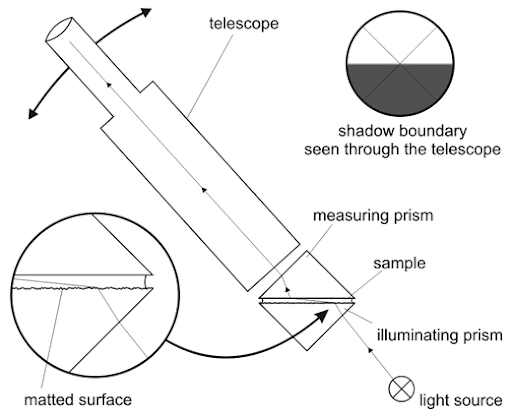 telescope
shadow boundary
seen through the telescope
measuring prism
sample
illuminating prism
matted surface
light source